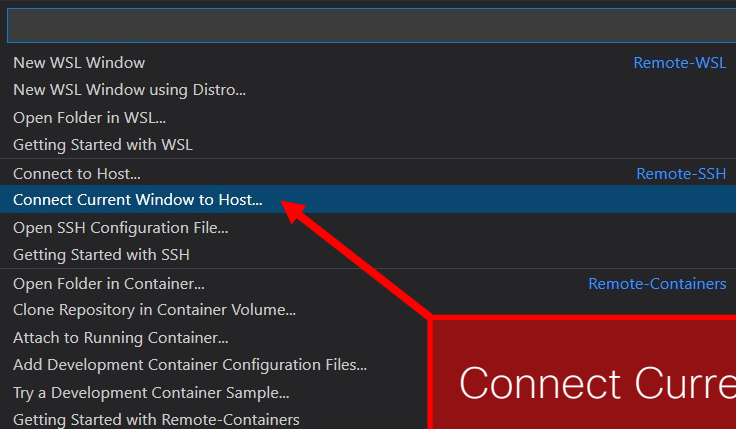 New WSL Window Remote-WSL
New WSL Window using Distro...
Open Folder in WSL...
Getting Started with WSL
Connect to Host... Remote-SSH
Connect Current Window to Host...
Open SSH Configuration File...
Getting Started with SSH
Open Folder in Container... Remote-Containers
Clone Repository in Container Volume...
Attach to Running Container...
Add Development Container Configuration Files...
Connect Curre
Try a Development Container Sample...
Getting Started with Remote-Containers